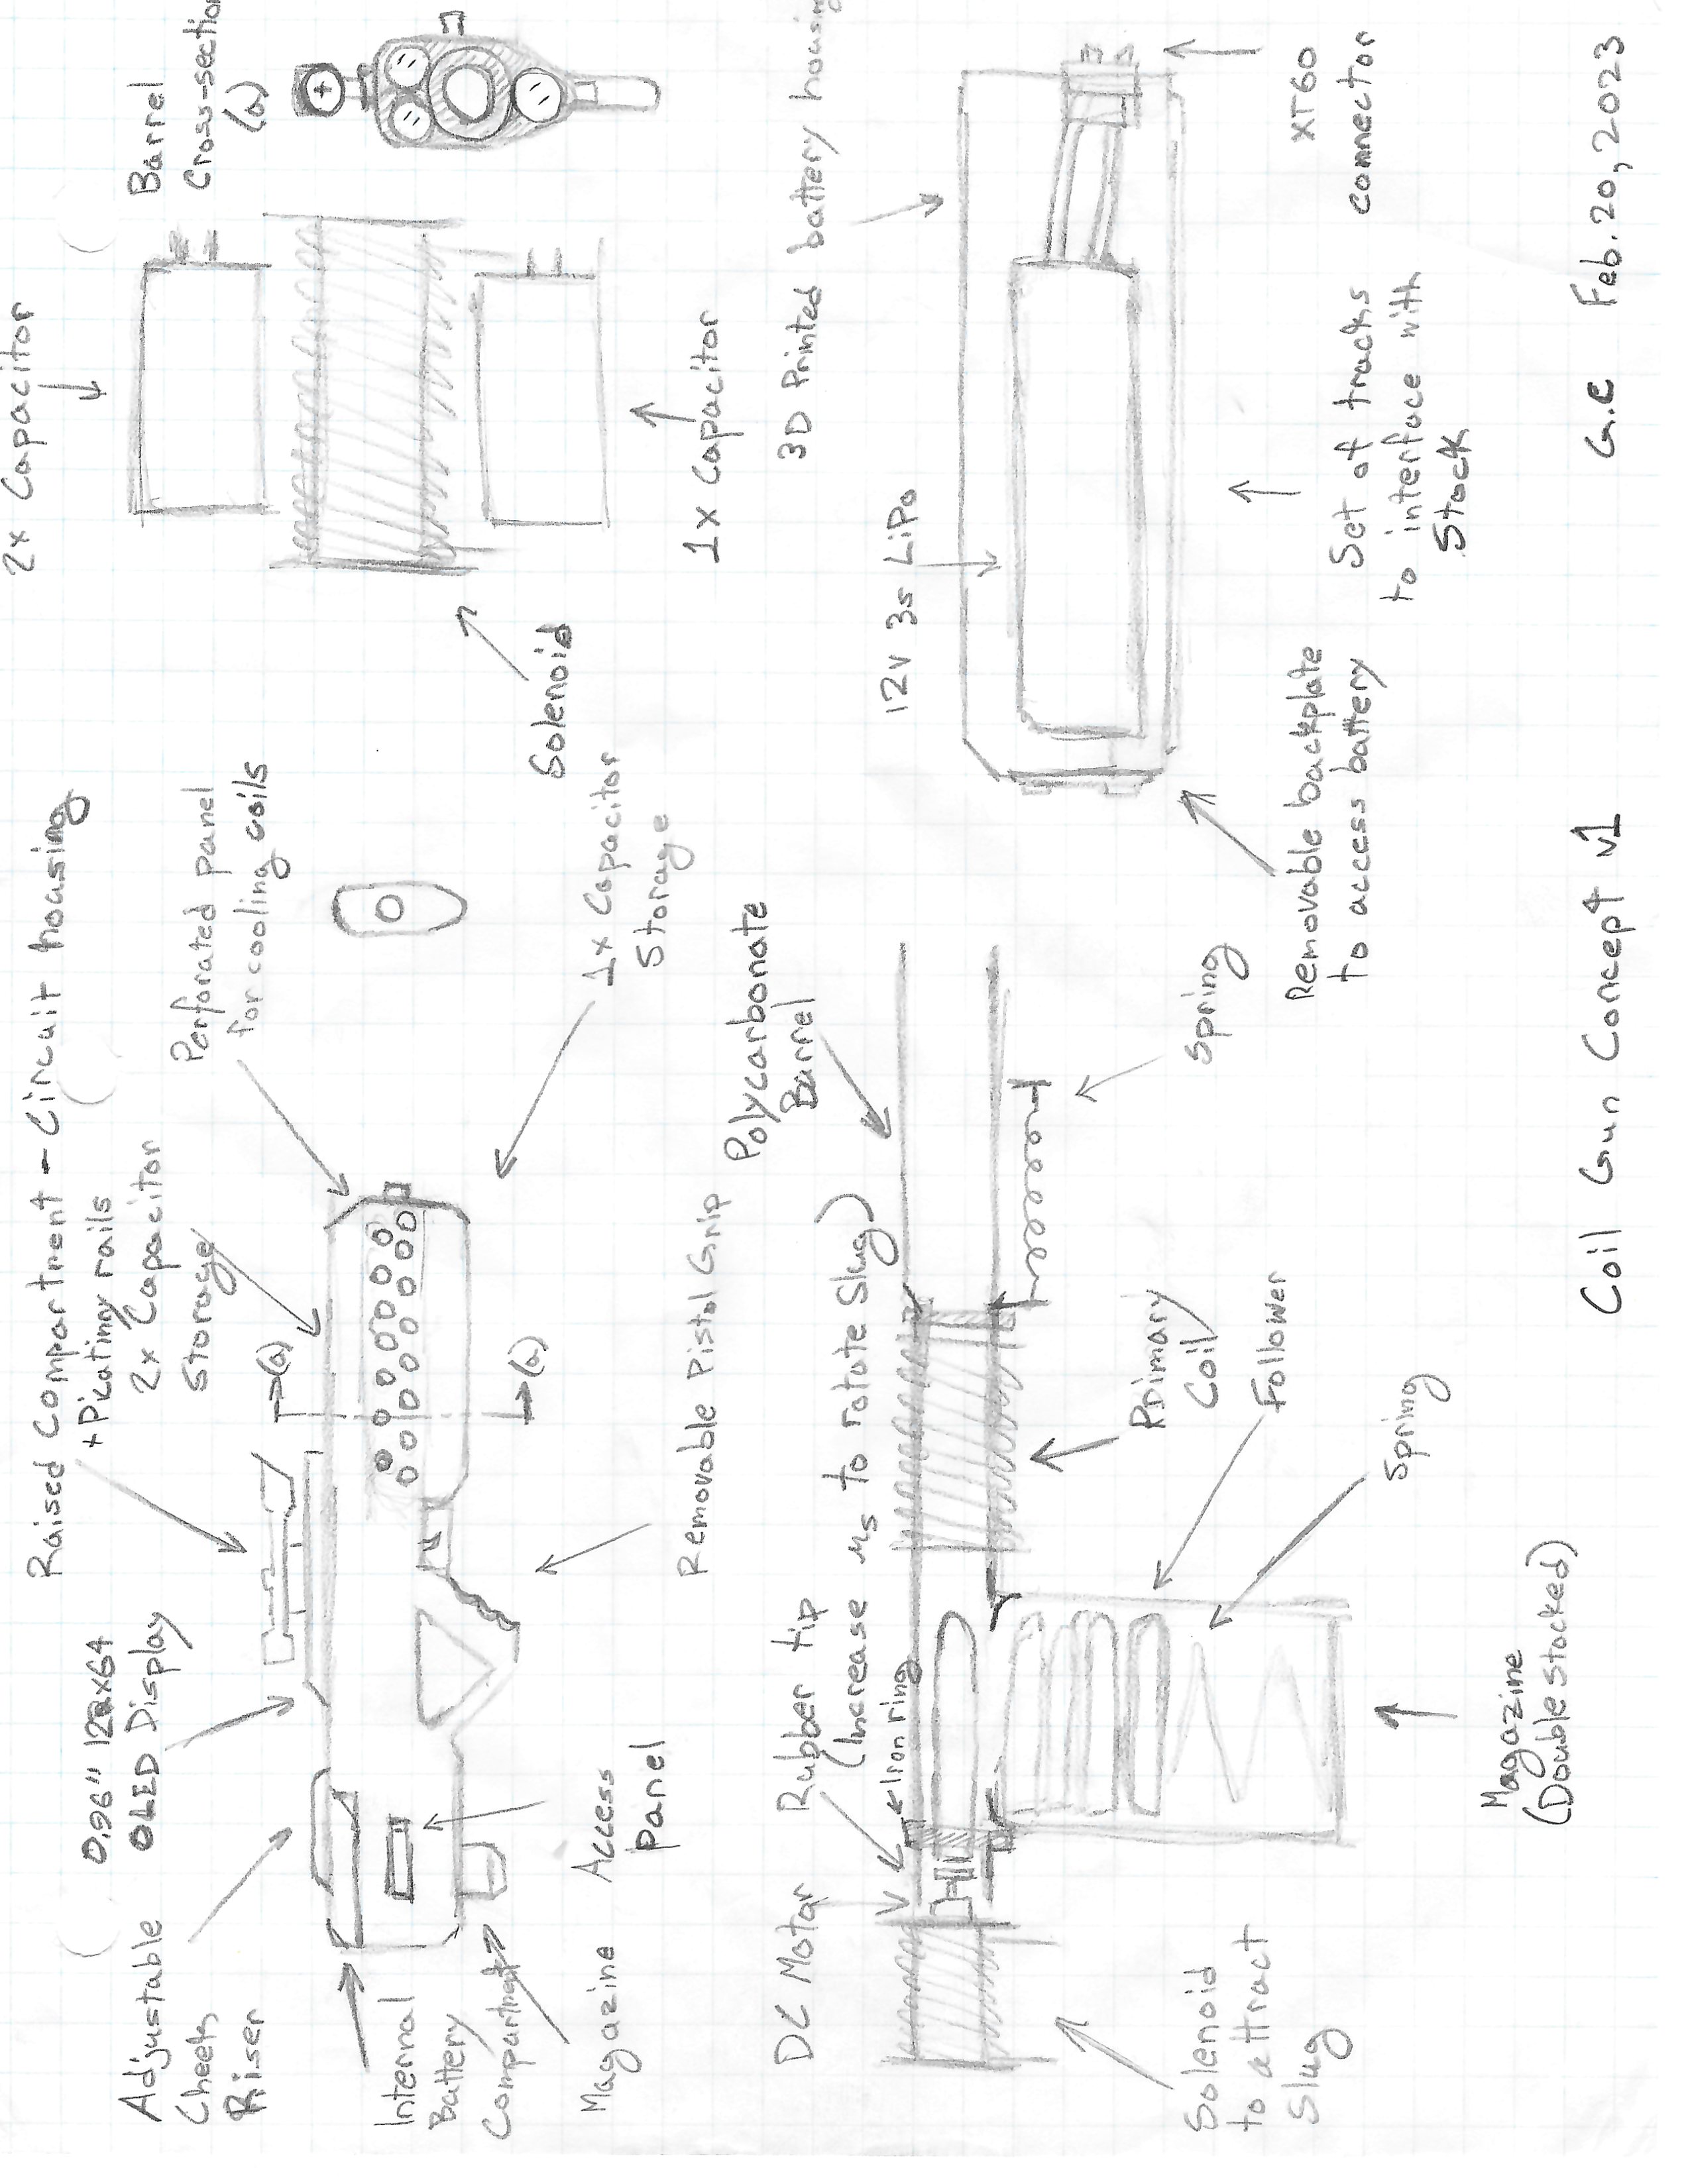 Raised Compartment - Circuit housing
+ Picatinny rails
0.96" 128x64
OLED Display
Adjustable
Cheek
Riser
2x Capacitor
Storage
Perforated panel
for cooling coils
(a)
(a)
Internal
Battery
Compartment
Magazine
Access
Panel
Removable Pistol Grip
1x Capacitor
Storage
2x Capacitor
Barrel
Cross-section
(a)
Solenoid
1x Capacitor
DC Motor
Rubber tip
(Increase μs to rotate Slug)
Iron ring
Polycarbonate
Barrel
Solenoid
to attract
Slug
Primary
Coil
Follower
Spring
Spring
Magazine
(Double stacked)
3D Printed battery housing
12v 3s LiPo
Removable backplate
to access battery
Set of tracks
to interface with
Stock
XT60
connector
Coil Gun Concept v1
G.C Feb. 20, 2023